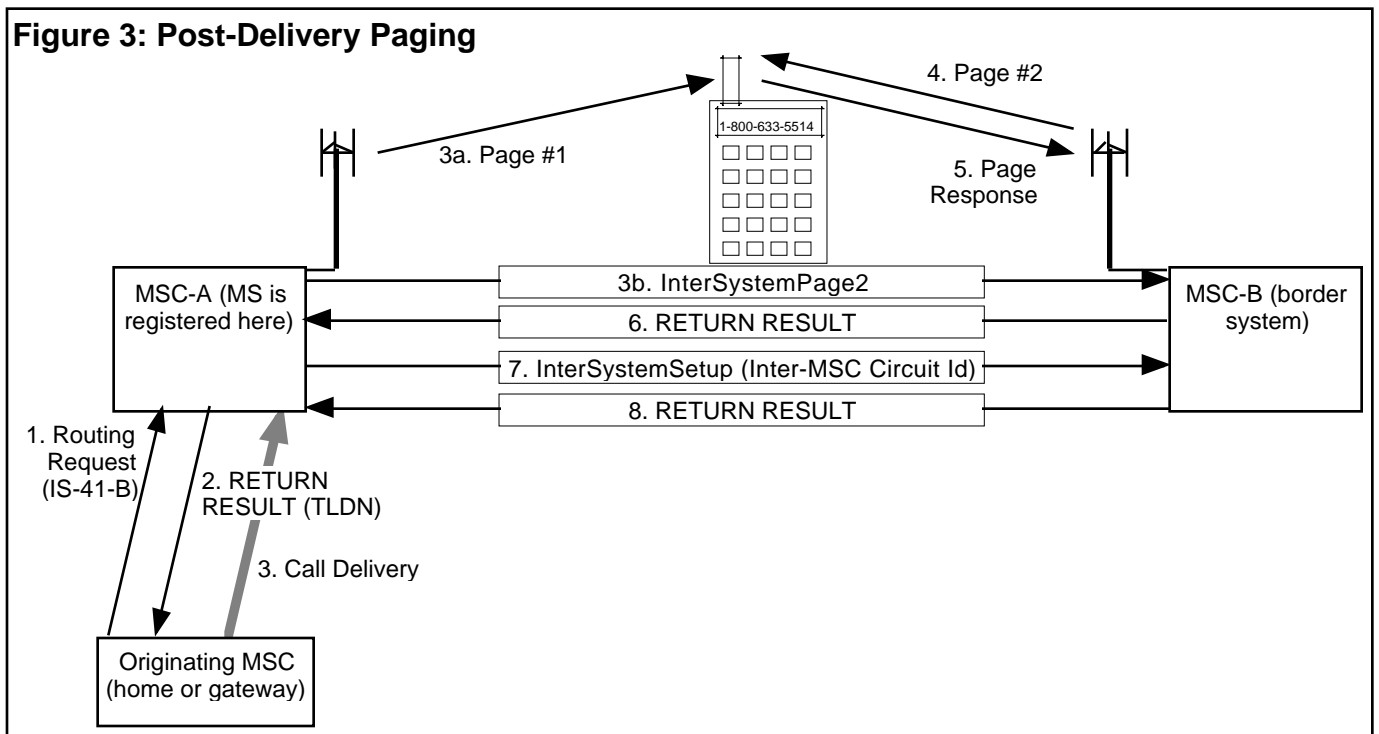 Figure 3: Post-Delivery Paging
4. Page #2
1-800-633-5514
3a. Page #1
5. Page
Response
MSC-A (MS is
registered here)
3b. InterSystemPage2
MSC-B (border
system)
6. RETURN RESULT
7. InterSystemSetup (Inter-MSC Circuit Id)
8. RETURN RESULT
1. Routing
Request
(IS-41-B)
2. RETURN
RESULT (TLDN)
3. Call Delivery
Originating MSC
(home or gateway)